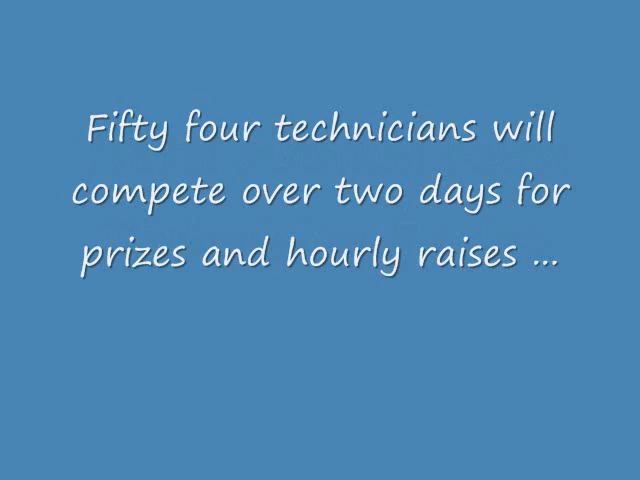 Fifty four technicians will
compete over two days for
prizes and hourly raises ...